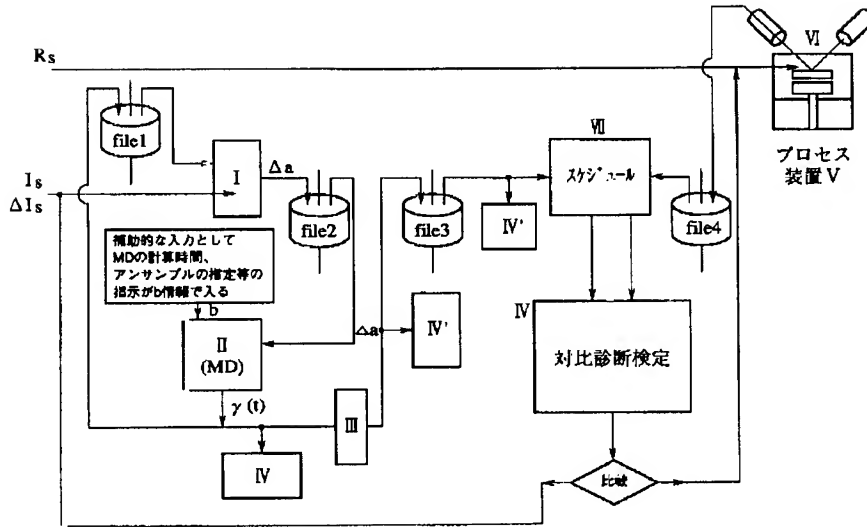 Rs
VI
file1
VII
プロセス
装置 V
Is
ΔIs
I
Δa
スケジュール
file2
file3
IV'
file4
補助的な入力として
MDの計算時間、
アンサンブルの指定等の
指示がb情報で入る
b
II
(MD)
Δa
IV'
IV
対比診断検定
γ(t)
III
IV
比較